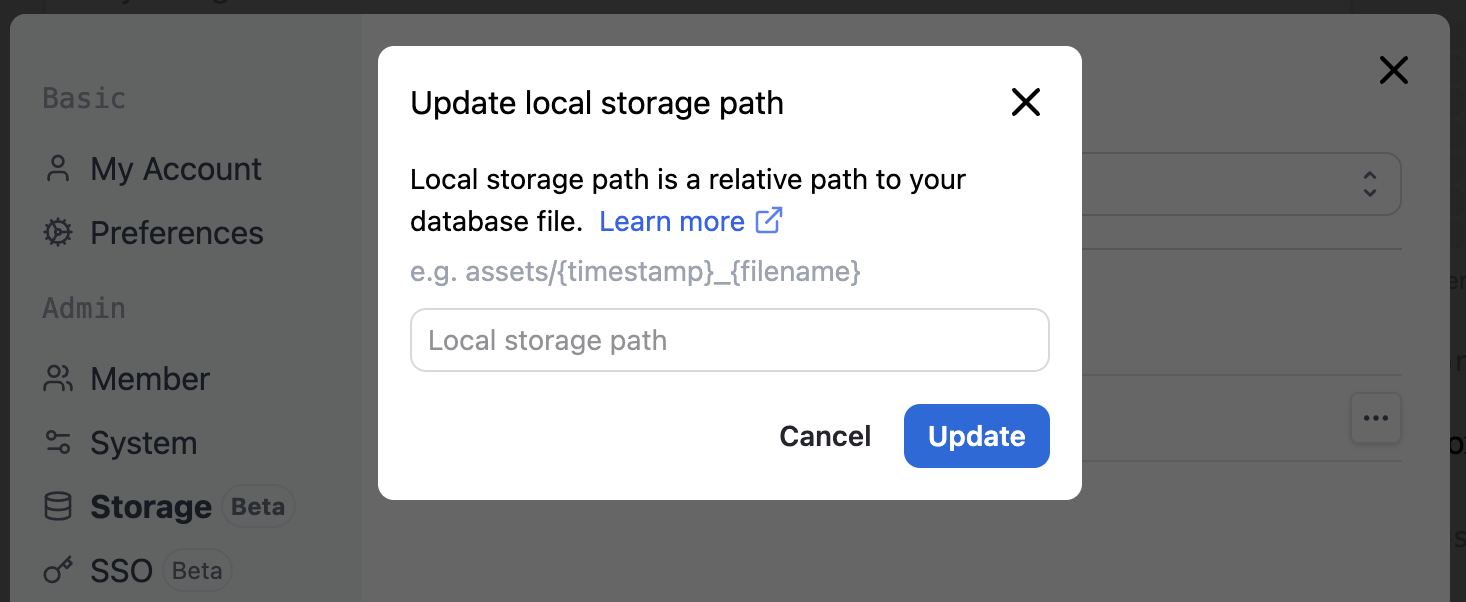 Basic
My Account
Preferences
Admin
Member
System
Storage Beta
SSO Beta
Update local storage path
Local storage path is a relative path to your
database file. Learn more
e.g. assets/{timestamp}_{filename}
Local storage path
Cancel
Update